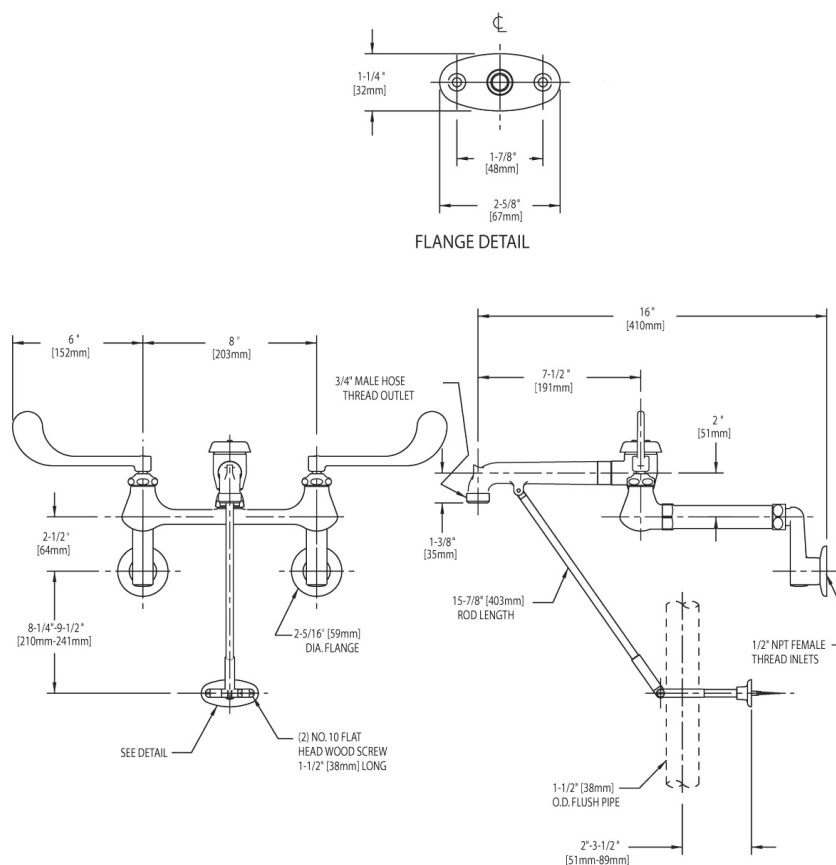 ℄
1-1/4"
[32mm]
1-7/8"
[48mm]
2-5/8"
[67mm]
FLANGE DETAIL
6"
[152mm]
8"
[203mm]
16"
[410mm]
3/4" MALE HOSE
THREAD OUTLET
7-1/2"
[191mm]
2"
[51mm]
2-1/2"
[64mm]
1-3/8"
[35mm]
8-1/4"-9-1/2"
[210mm-241mm]
2-5/16" [59mm]
DIA. FLANGE
15-7/8" [403mm]
ROD LENGTH
1/2" NPT FEMALE
THREAD INLETS
SEE DETAIL
(2) NO. 10 FLAT
HEAD WOOD SCREW
1-1/2" [38mm] LONG
1-1/2" [38mm]
O.D. FLUSH PIPE
2"-3-1/2"
[51mm-89mm]